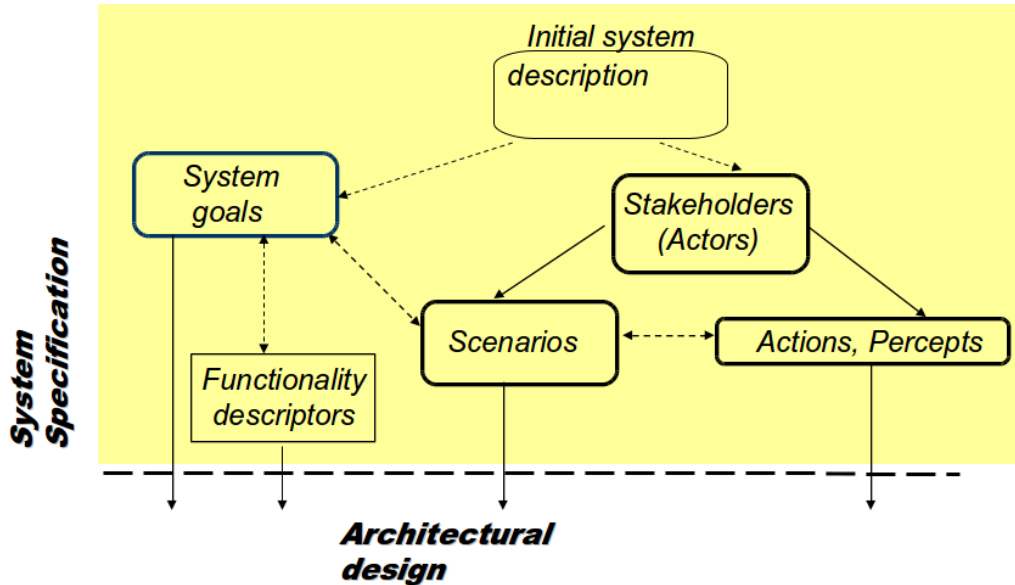 Initial system
description
System
goals
Stakeholders
(Actors)
Scenarios
Actions, Percepts
Functionality
descriptors
System
Specification
Architectural
design